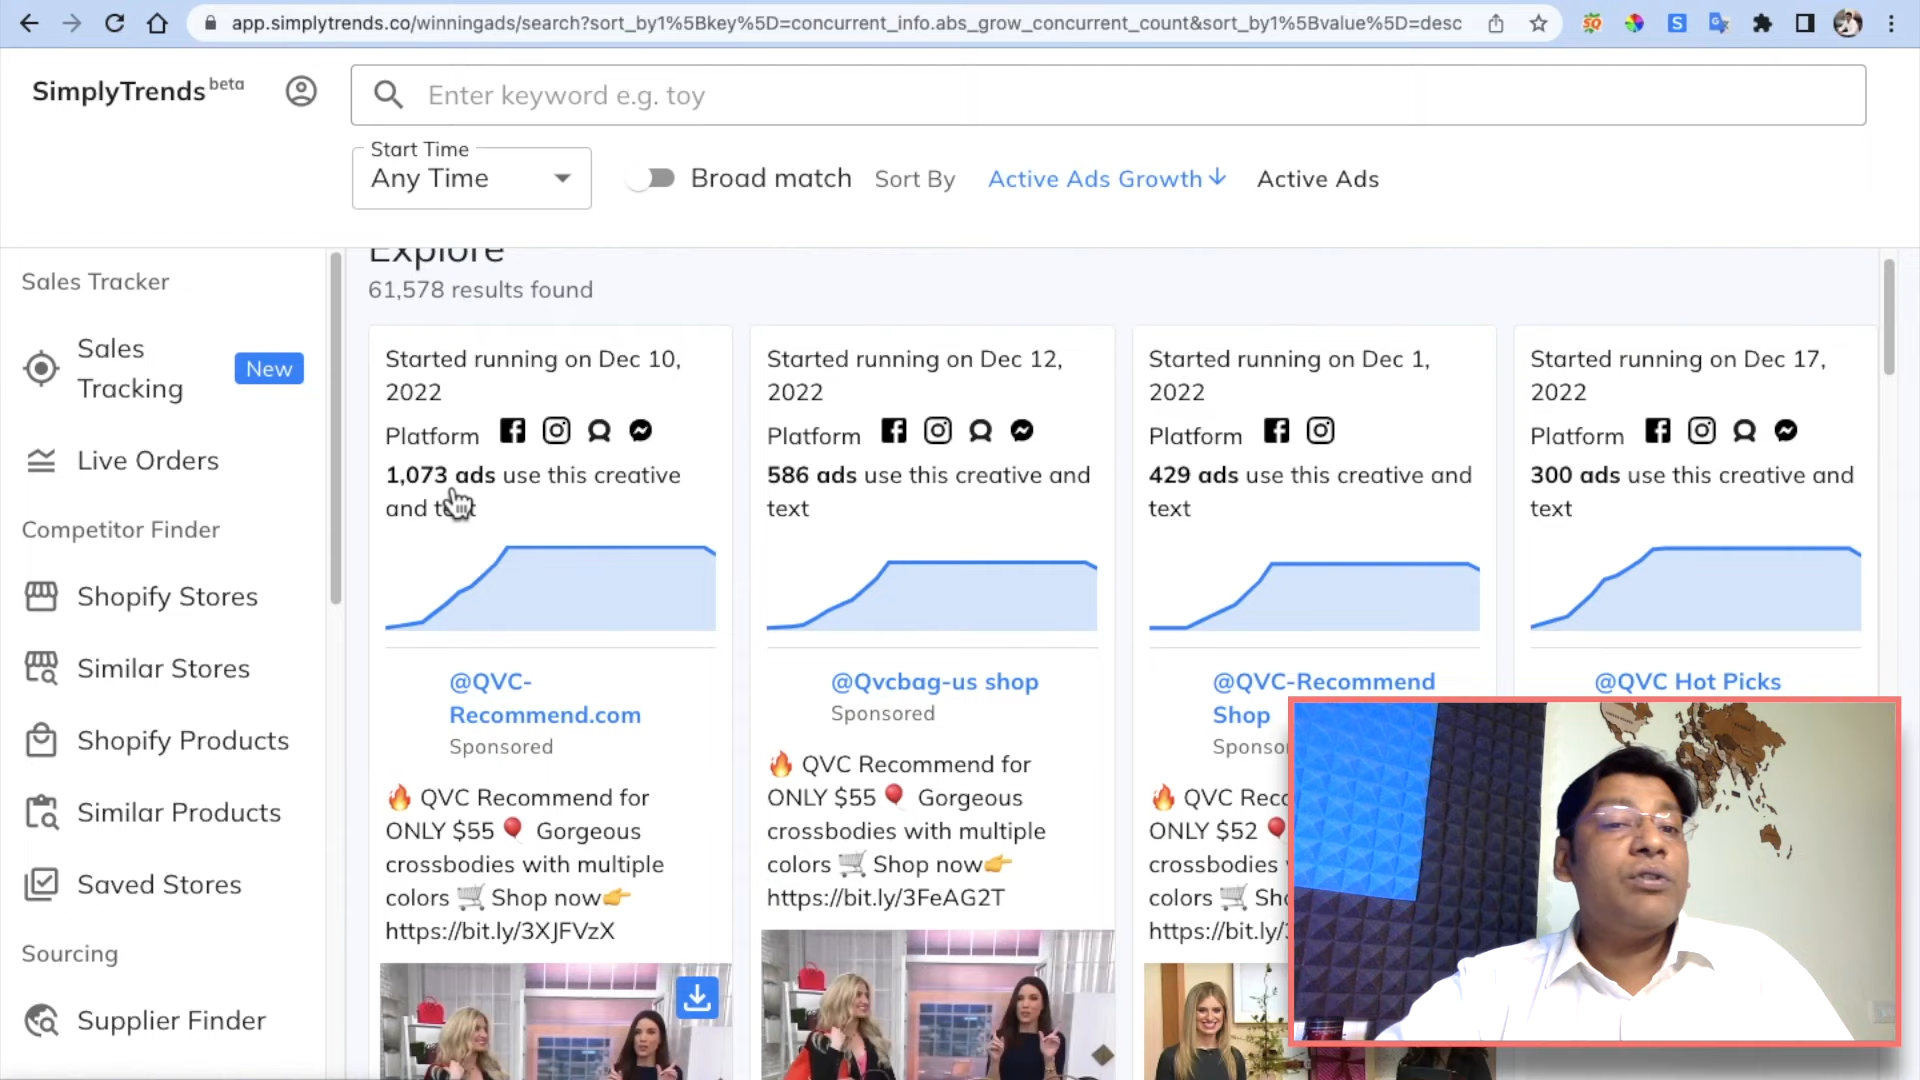 app.simplytrends.co/winningads/search?sort_by1%5Bkey%5D=concurrent_info.abs_grow_concurrent_count&sort_by1%5Bvalue%5D=desc
SimplyTrends beta
Enter keyword e.g. toy
Start Time
Any Time
Broad match
Sort By
Active Ads Growth
Active Ads
Sales Tracker
Sales
Tracking
New
Live Orders
Competitor Finder
Shopify Stores
Similar Stores
Shopify Products
Similar Products
Saved Stores
Sourcing
Supplier Finder
Explore
61,578 results found
Started running on Dec 10,
2022
Platform
1,073 ads use this creative
and text
@QVC-
Recommend.com
Sponsored
🔥 QVC Recommend for
ONLY $55 🎈 Gorgeous
crossbodies with multiple
colors 🛒 Shop now👉
https://bit.ly/3XJFVzX
Started running on Dec 12,
2022
Platform
586 ads use this creative and
text
@Qvcbag-us shop
Sponsored
🔥 QVC Recommend for
ONLY $55 🎈 Gorgeous
crossbodies with multiple
colors 🛒 Shop now👉
https://bit.ly/3FeAG2T
Started running on Dec 1,
2022
Platform
429 ads use this creative and
text
@QVC-Recommend
Shop
🔥 QVC
ONLY $52 🎈
crossbodies
colors 🛒
https://bit.ly/
Started running on Dec 17,
2022
Platform
300 ads use this creative and
text
@QVC Hot Picks